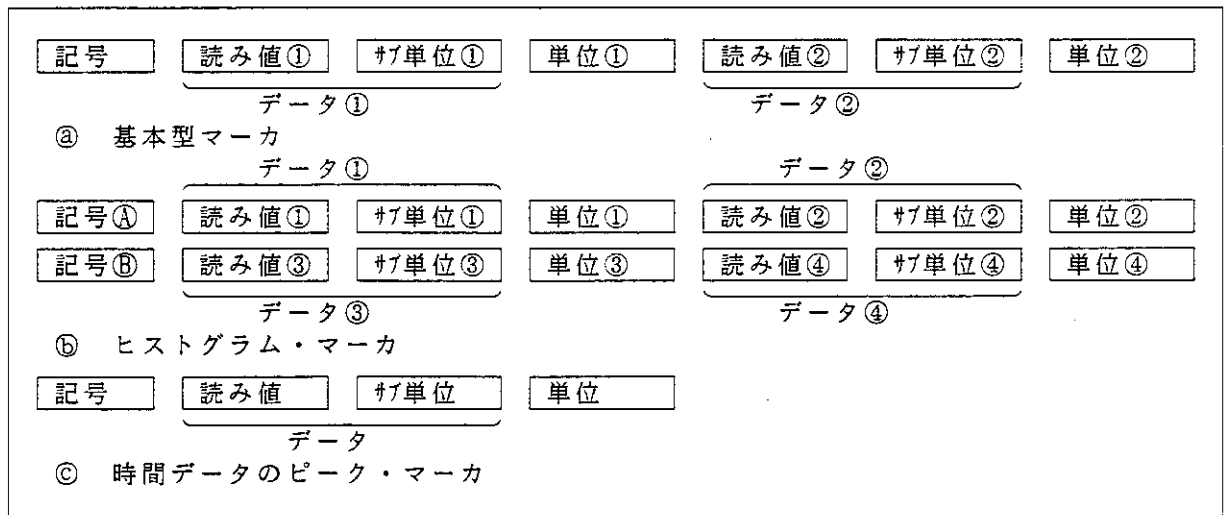 記号 読み値① ｻﾌﾞ単位① 単位① 読み値② ｻﾌﾞ単位② 単位②
データ① データ②
ⓐ 基本型マーカ
データ① データ②
記号Ⓐ 読み値① ｻﾌﾞ単位① 単位① 読み値② ｻﾌﾞ単位② 単位②
記号Ⓑ 読み値③ ｻﾌﾞ単位③ 単位③ 読み値④ ｻﾌﾞ単位④ 単位④
データ③ データ④
ⓑ ヒストグラム・マーカ
記号 読み値 ｻﾌﾞ単位 単位
データ
ⓒ 時間データのピーク・マーカ